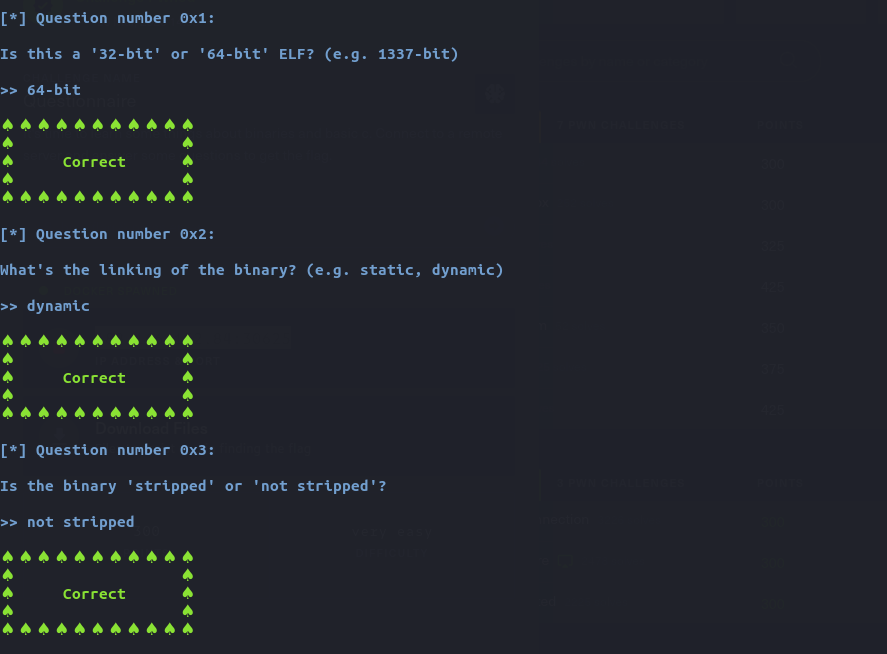 [*] Question number 0x1:
Is this a '32-bit' or '64-bit' ELF? (e.g. 1337-bit)
>> 64-bit
♠ ♠ ♠ ♠ ♠ ♠ ♠ ♠ ♠ ♠ ♠
♠                   ♠
♠      Correct      ♠
♠                   ♠
♠ ♠ ♠ ♠ ♠ ♠ ♠ ♠ ♠ ♠ ♠
[*] Question number 0x2:
What's the linking of the binary? (e.g. static, dynamic)
>> dynamic
♠ ♠ ♠ ♠ ♠ ♠ ♠ ♠ ♠ ♠ ♠
♠                   ♠
♠      Correct      ♠
♠                   ♠
♠ ♠ ♠ ♠ ♠ ♠ ♠ ♠ ♠ ♠ ♠
[*] Question number 0x3:
Is the binary 'stripped' or 'not stripped'?
>> not stripped
♠ ♠ ♠ ♠ ♠ ♠ ♠ ♠ ♠ ♠ ♠
♠                   ♠
♠      Correct      ♠
♠                   ♠
♠ ♠ ♠ ♠ ♠ ♠ ♠ ♠ ♠ ♠ ♠